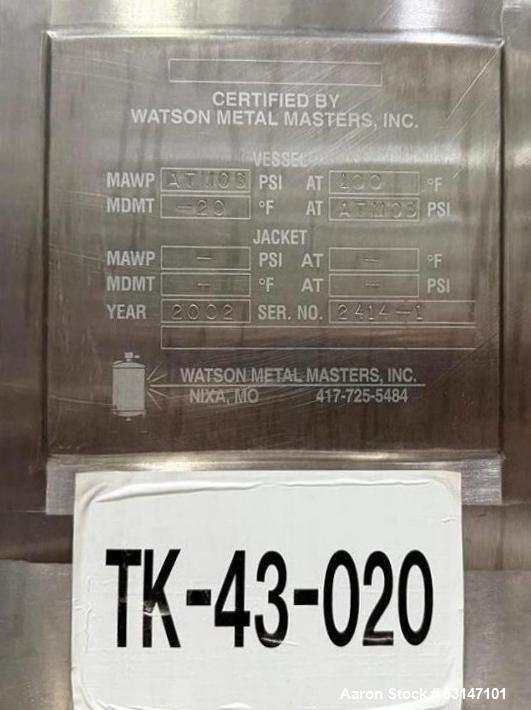 CERTIFIED BY
WATSON METAL MASTERS, INC.
VESSEL
MAWP ATMOS PSI AT 100 °F
MDMT -20 °F AT ATMOS PSI
JACKET
MAWP - PSI AT - °F
MDMT - °F AT - PSI
YEAR 2002 SER. NO. 2414-1
WATSON METAL MASTERS, INC.
NIXA, MO 417-725-5484
TK-43-020
Aaron Stock # 53147101